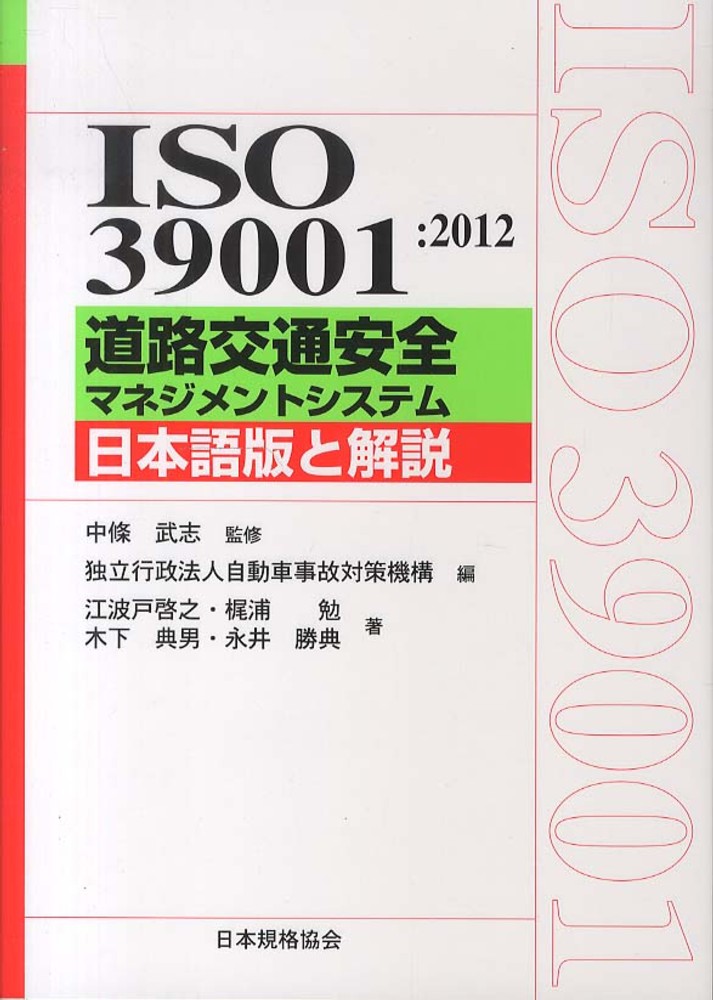 ISO
39001:2012
道路交通安全
マネジメントシステム
日本語版と解説
中條 武志 監修
独立行政法人自動車事故対策機構 編
江波戸啓之・梶浦 勉
木下 典男・永井 勝典 著
日本規格協会
ISO 39001